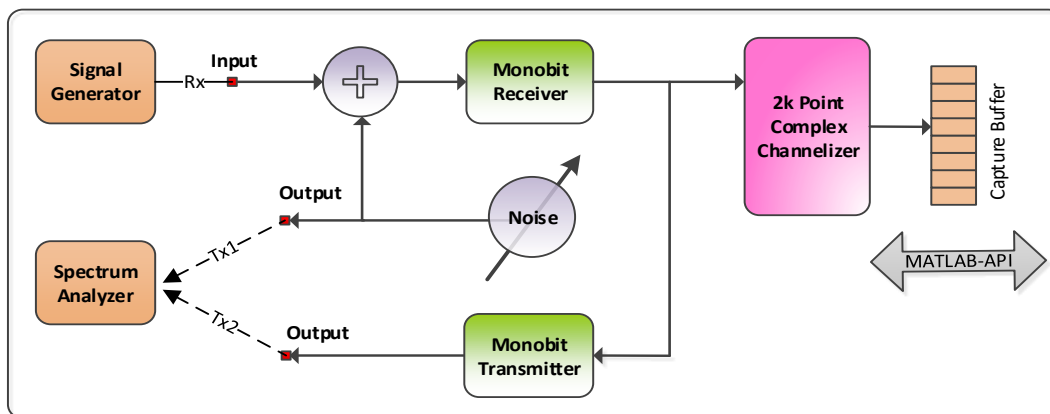 Signal
Generator
Rx
Input
Monobit
Receiver
2k Point
Complex
Channelizer
Capture Buffer
Output
Noise
Tx1
Spectrum
Analyzer
MATLAB-API
Tx2
Output
Monobit
Transmitter